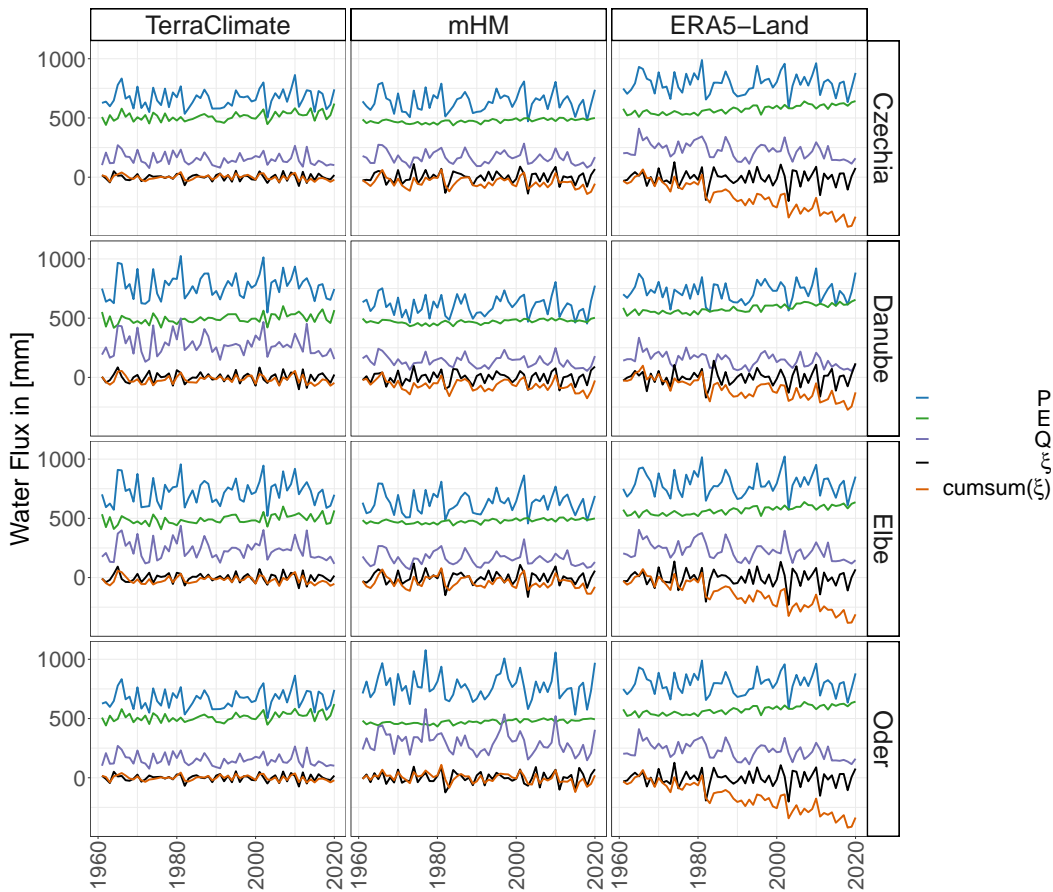 TerraClimate mHM ERA5−Land
1000
500
0
Czechia
1000
500
0
Danube
1000
500
0
Elbe
1000
500
0
Oder
Water Flux in [mm]
P
E
Q
ξ
cumsum(ξ)
1960 1980 2000 2020 1960 1980 2000 2020 1960 1980 2000 2020